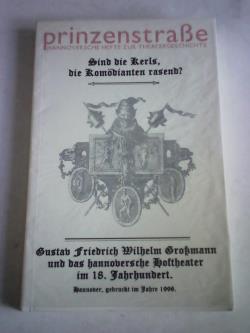 prinzenstraße
HANNOVERSCHE HEFTE ZUR THEATERGESCHICHTE
Sind die Kerls,
die Komödianten rasend?
Gustav Friedrich Wilhelm Großmann
und das hannoversche Hoftheater
im 18. Jahrhundert.
Hannover, gedruckt im Jahre 1996.